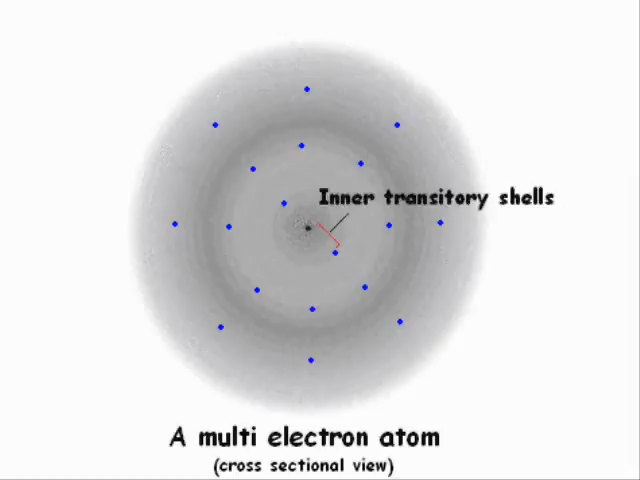 Inner transitory shells
A multi electron atom
(cross sectional view)